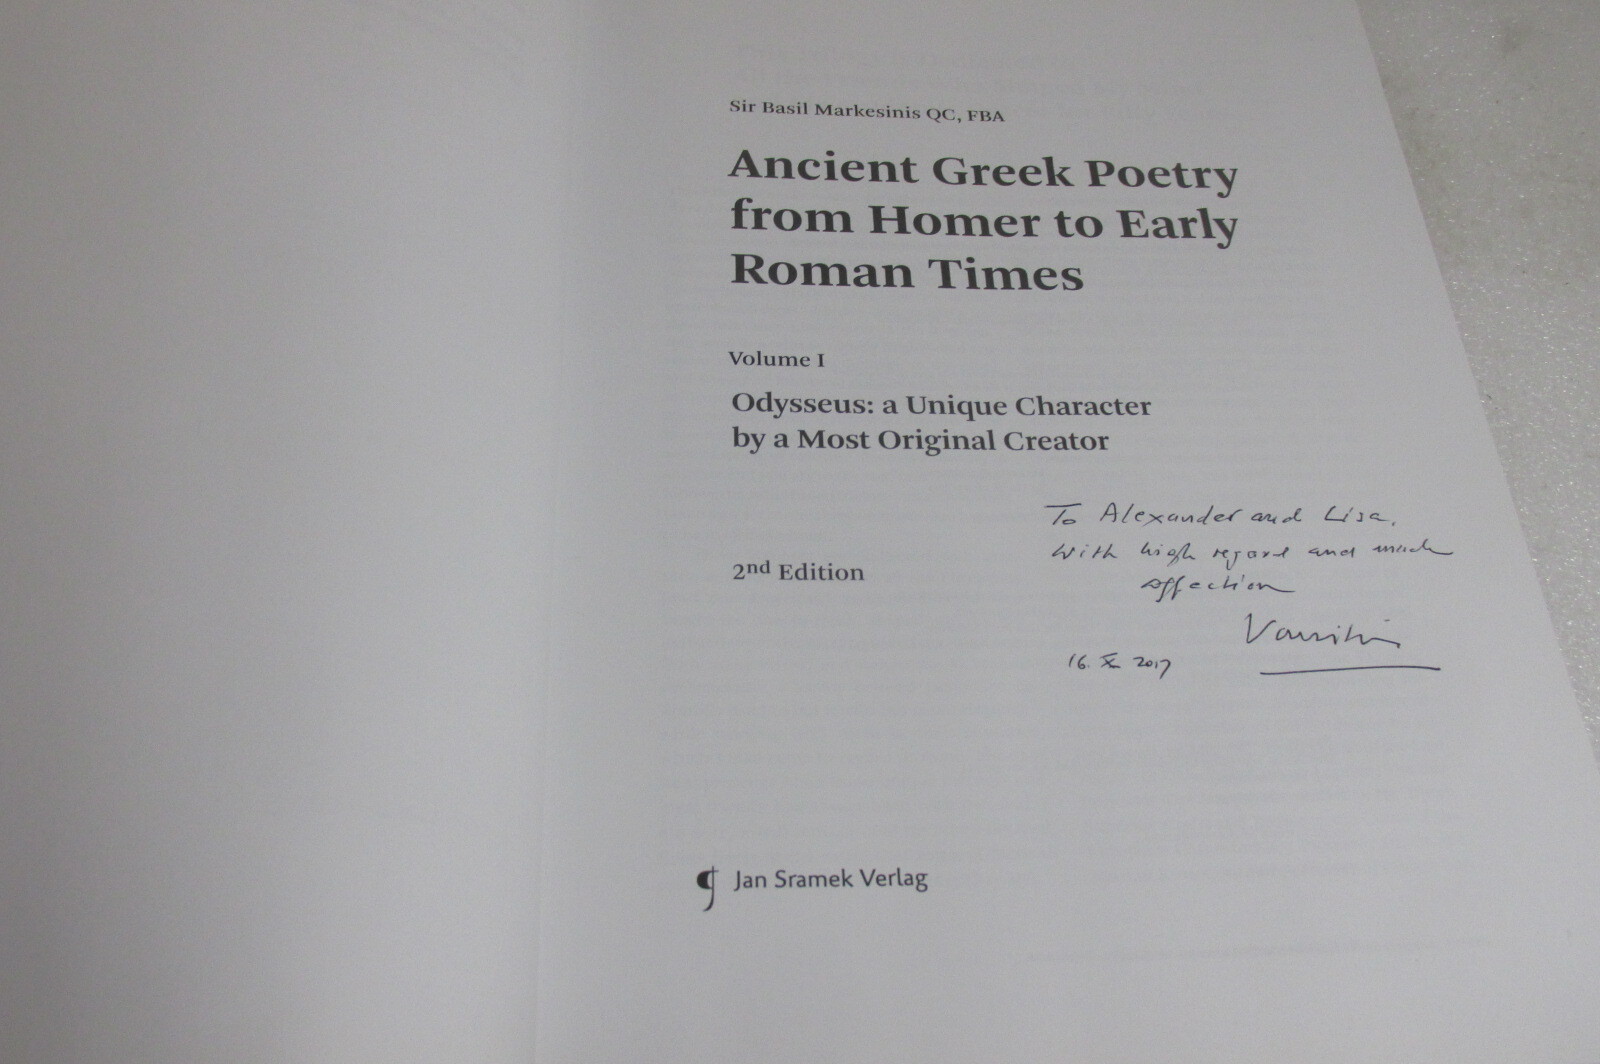 Sir Basil Markesinis QC, FBA
Ancient Greek Poetry
from Homer to Early
Roman Times
Volume I
Odysseus: a Unique Character
by a Most Original Creator
2nd Edition
To Alexander and Lisa,
with high regard and much
affection
16. X 2017
Jan Sramek Verlag